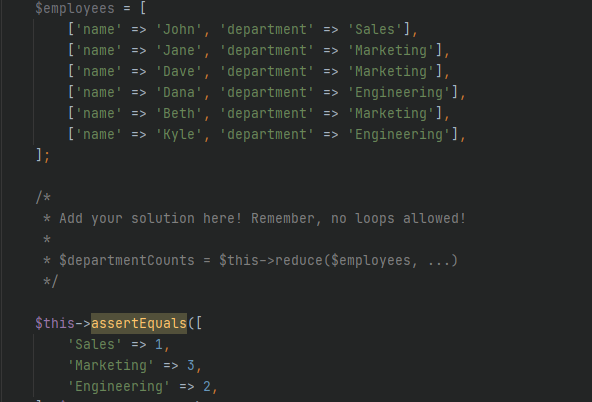 $employees = [
['name' => 'John', 'department' => 'Sales'],
['name' => 'Jane', 'department' => 'Marketing'],
['name' => 'Dave', 'department' => 'Marketing'],
['name' => 'Dana', 'department' => 'Engineering'],
['name' => 'Beth', 'department' => 'Marketing'],
['name' => 'Kyle', 'department' => 'Engineering'],
];
/*
* Add your solution here! Remember, no loops allowed!
*
* $departmentCounts = $this->reduce($employees, ...)
*/
$this->assertEquals([
'Sales' => 1,
'Marketing' => 3,
'Engineering' => 2,